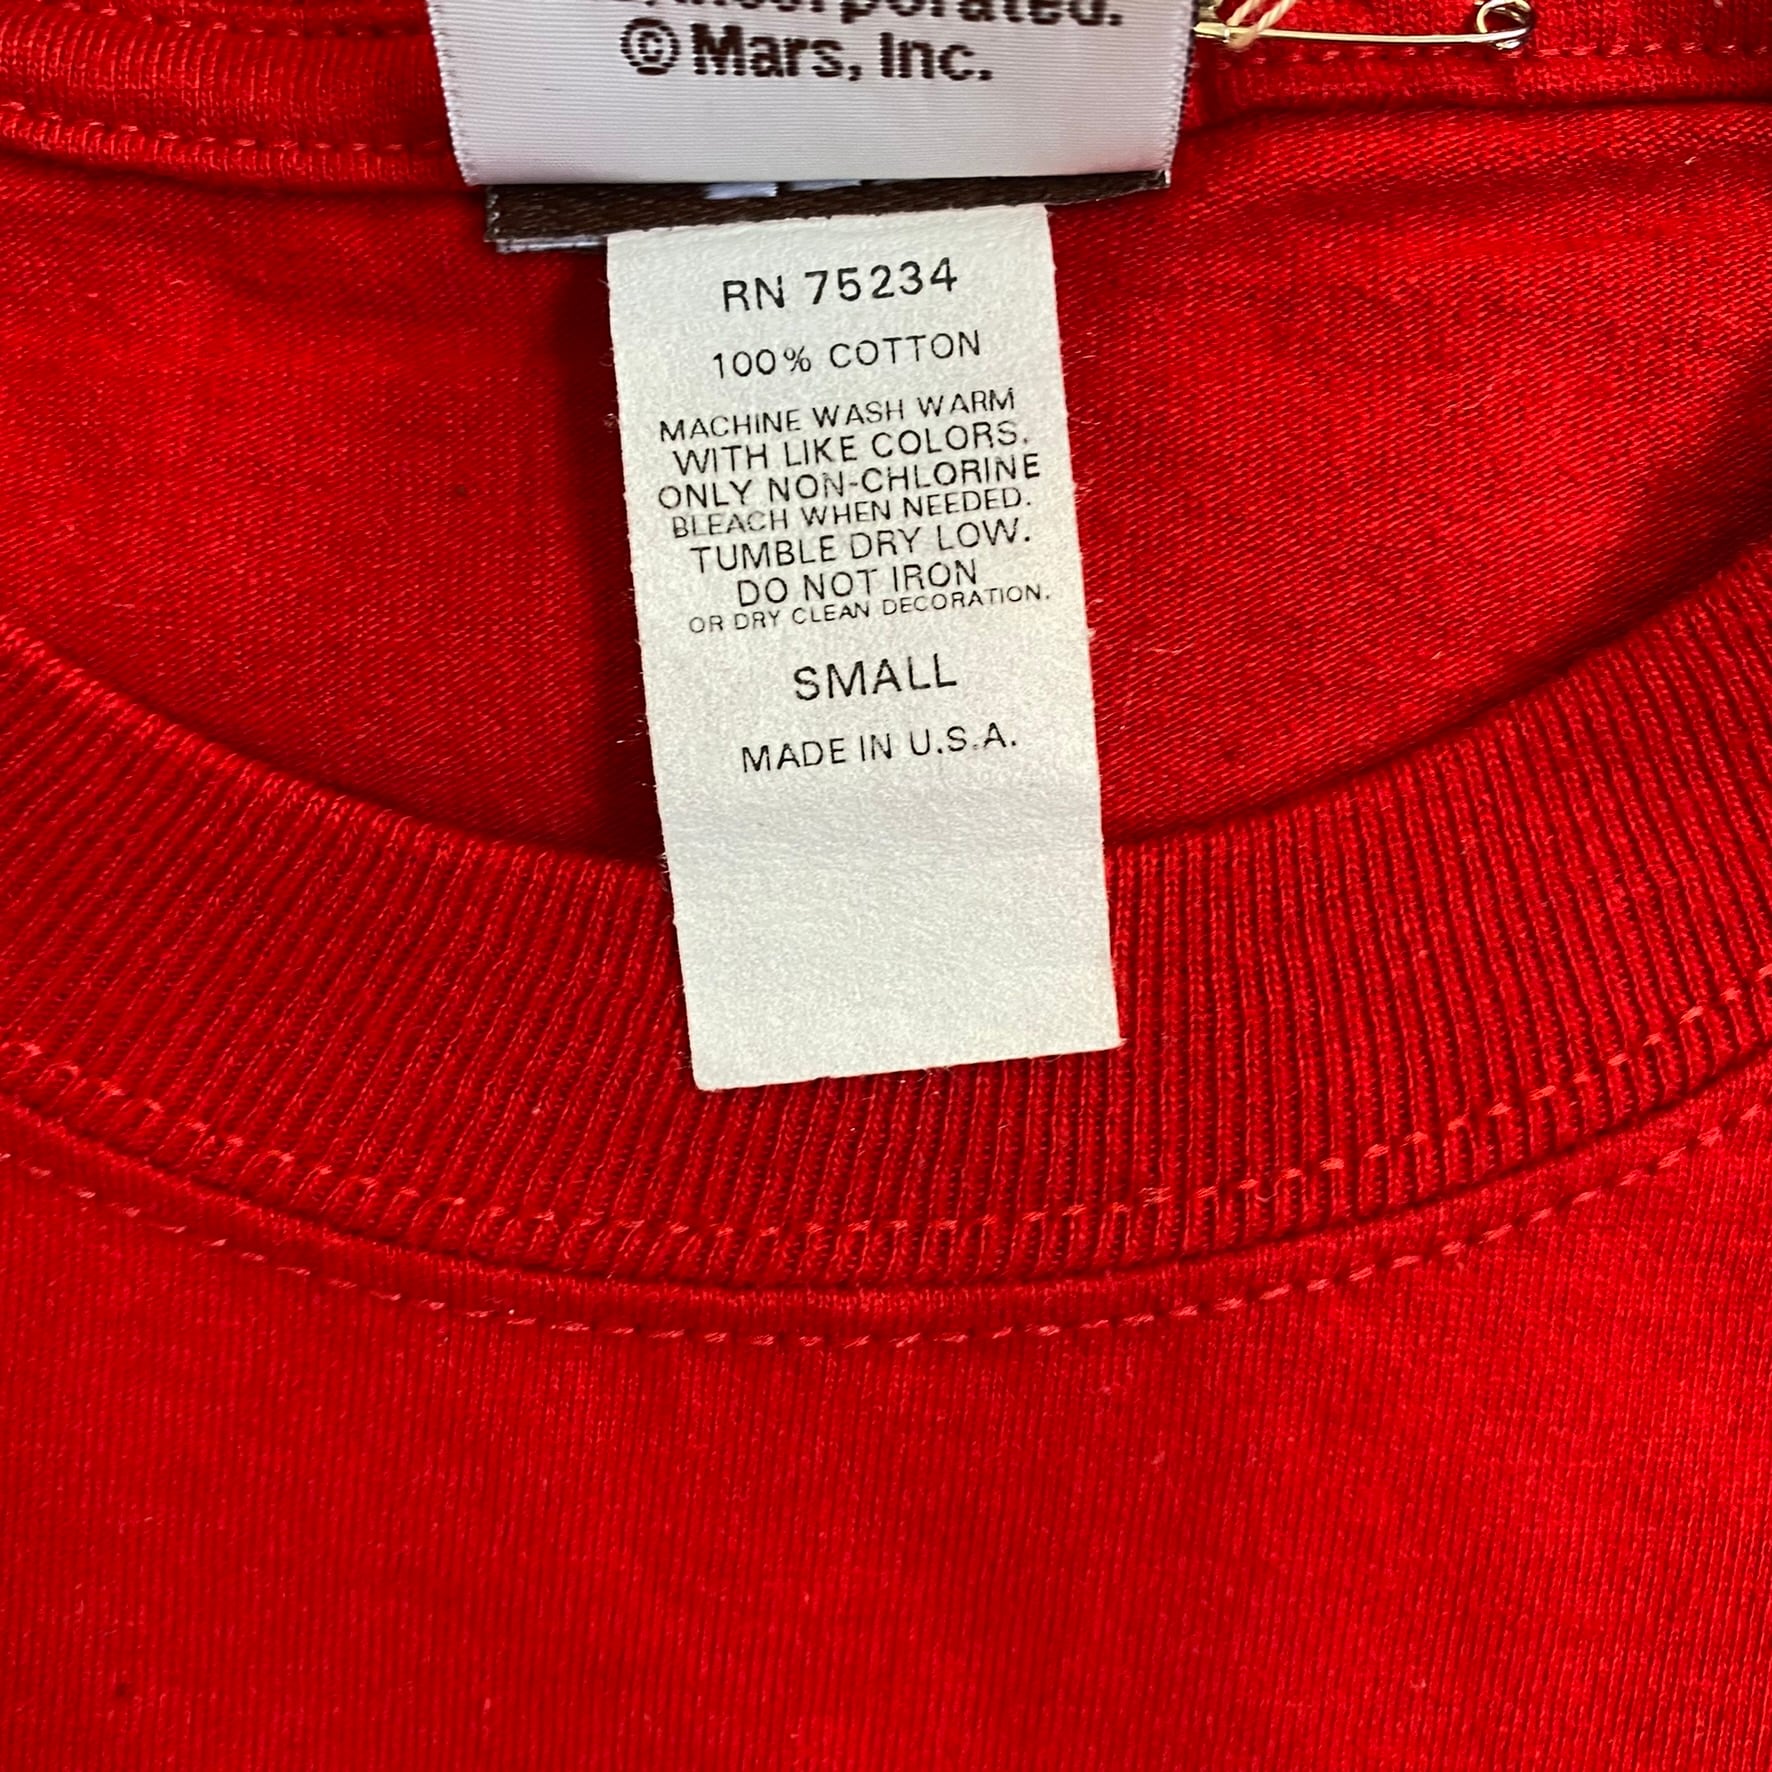 Incorporated.
© Mars, Inc.
RN 75234
100% COTTON
MACHINE WASH WARM
WITH LIKE COLORS.
ONLY NON-CHLORINE
BLEACH WHEN NEEDED.
TUMBLE DRY LOW.
DO NOT IRON
OR DRY CLEAN DECORATION.
SMALL
MADE IN U.S.A.